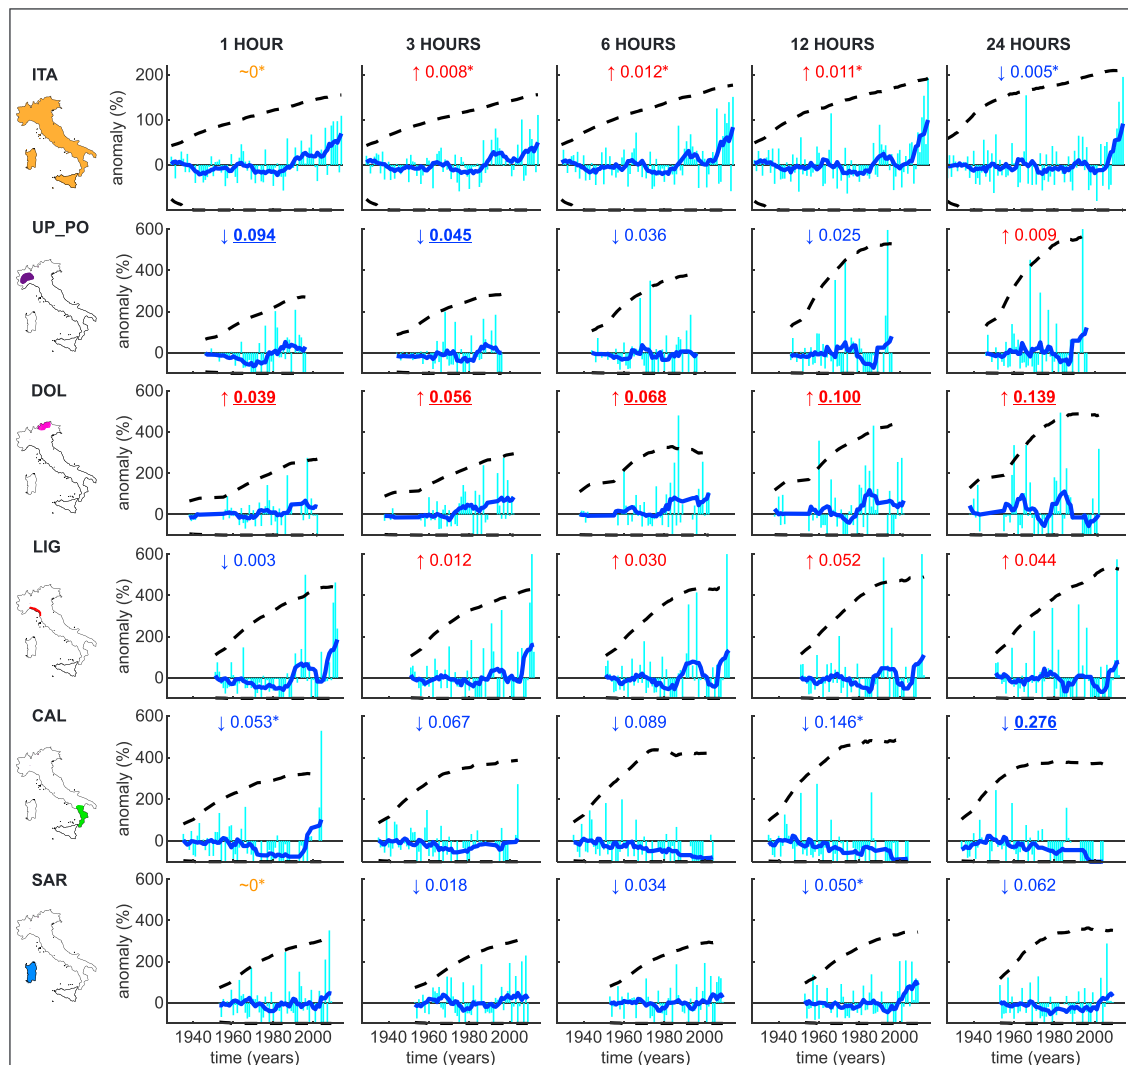 1 HOUR 3 HOURS 6 HOURS 12 HOURS 24 HOURS
ITA
~0* ↑ 0.008* ↑ 0.012* ↑ 0.011* ↓ 0.005*
200
100
0
anomaly (%)
UP_PO
↓ 0.094 ↓ 0.045 ↓ 0.036 ↓ 0.025 ↑ 0.009
600
400
200
0
anomaly (%)
DOL
↑ 0.039 ↑ 0.056 ↑ 0.068 ↑ 0.100 ↑ 0.139
600
400
200
0
anomaly (%)
LIG
↓ 0.003 ↑ 0.012 ↑ 0.030 ↑ 0.052 ↑ 0.044
600
400
200
0
anomaly (%)
CAL
↓ 0.053* ↓ 0.067 ↓ 0.089 ↓ 0.146* ↓ 0.276
600
400
200
0
anomaly (%)
SAR
~0* ↓ 0.018 ↓ 0.034 ↓ 0.050* ↓ 0.062
600
400
200
0
anomaly (%)
1940 1960 1980 2000 1940 1960 1980 2000 1940 1960 1980 2000 1940 1960 1980 2000 1940 1960 1980 2000
time (years) time (years) time (years) time (years) time (years)